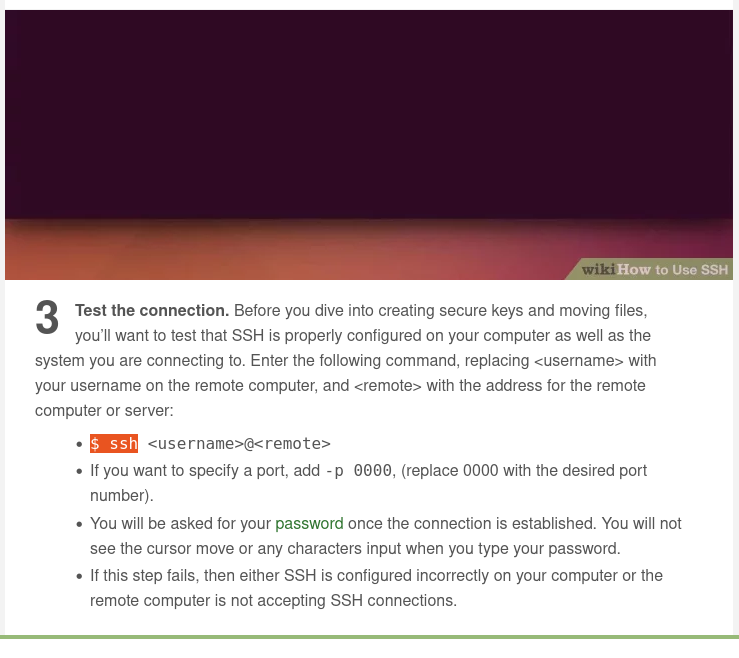 wikiHow to Use SSH
3 Test the connection. Before you dive into creating secure keys and moving files,
you’ll want to test that SSH is properly configured on your computer as well as the
system you are connecting to. Enter the following command, replacing <username> with
your username on the remote computer, and <remote> with the address for the remote
computer or server:
• $ ssh <username>@<remote>
• If you want to specify a port, add -p 0000, (replace 0000 with the desired port
number).
• You will be asked for your password once the connection is established. You will not
see the cursor move or any characters input when you type your password.
• If this step fails, then either SSH is configured incorrectly on your computer or the
remote computer is not accepting SSH connections.